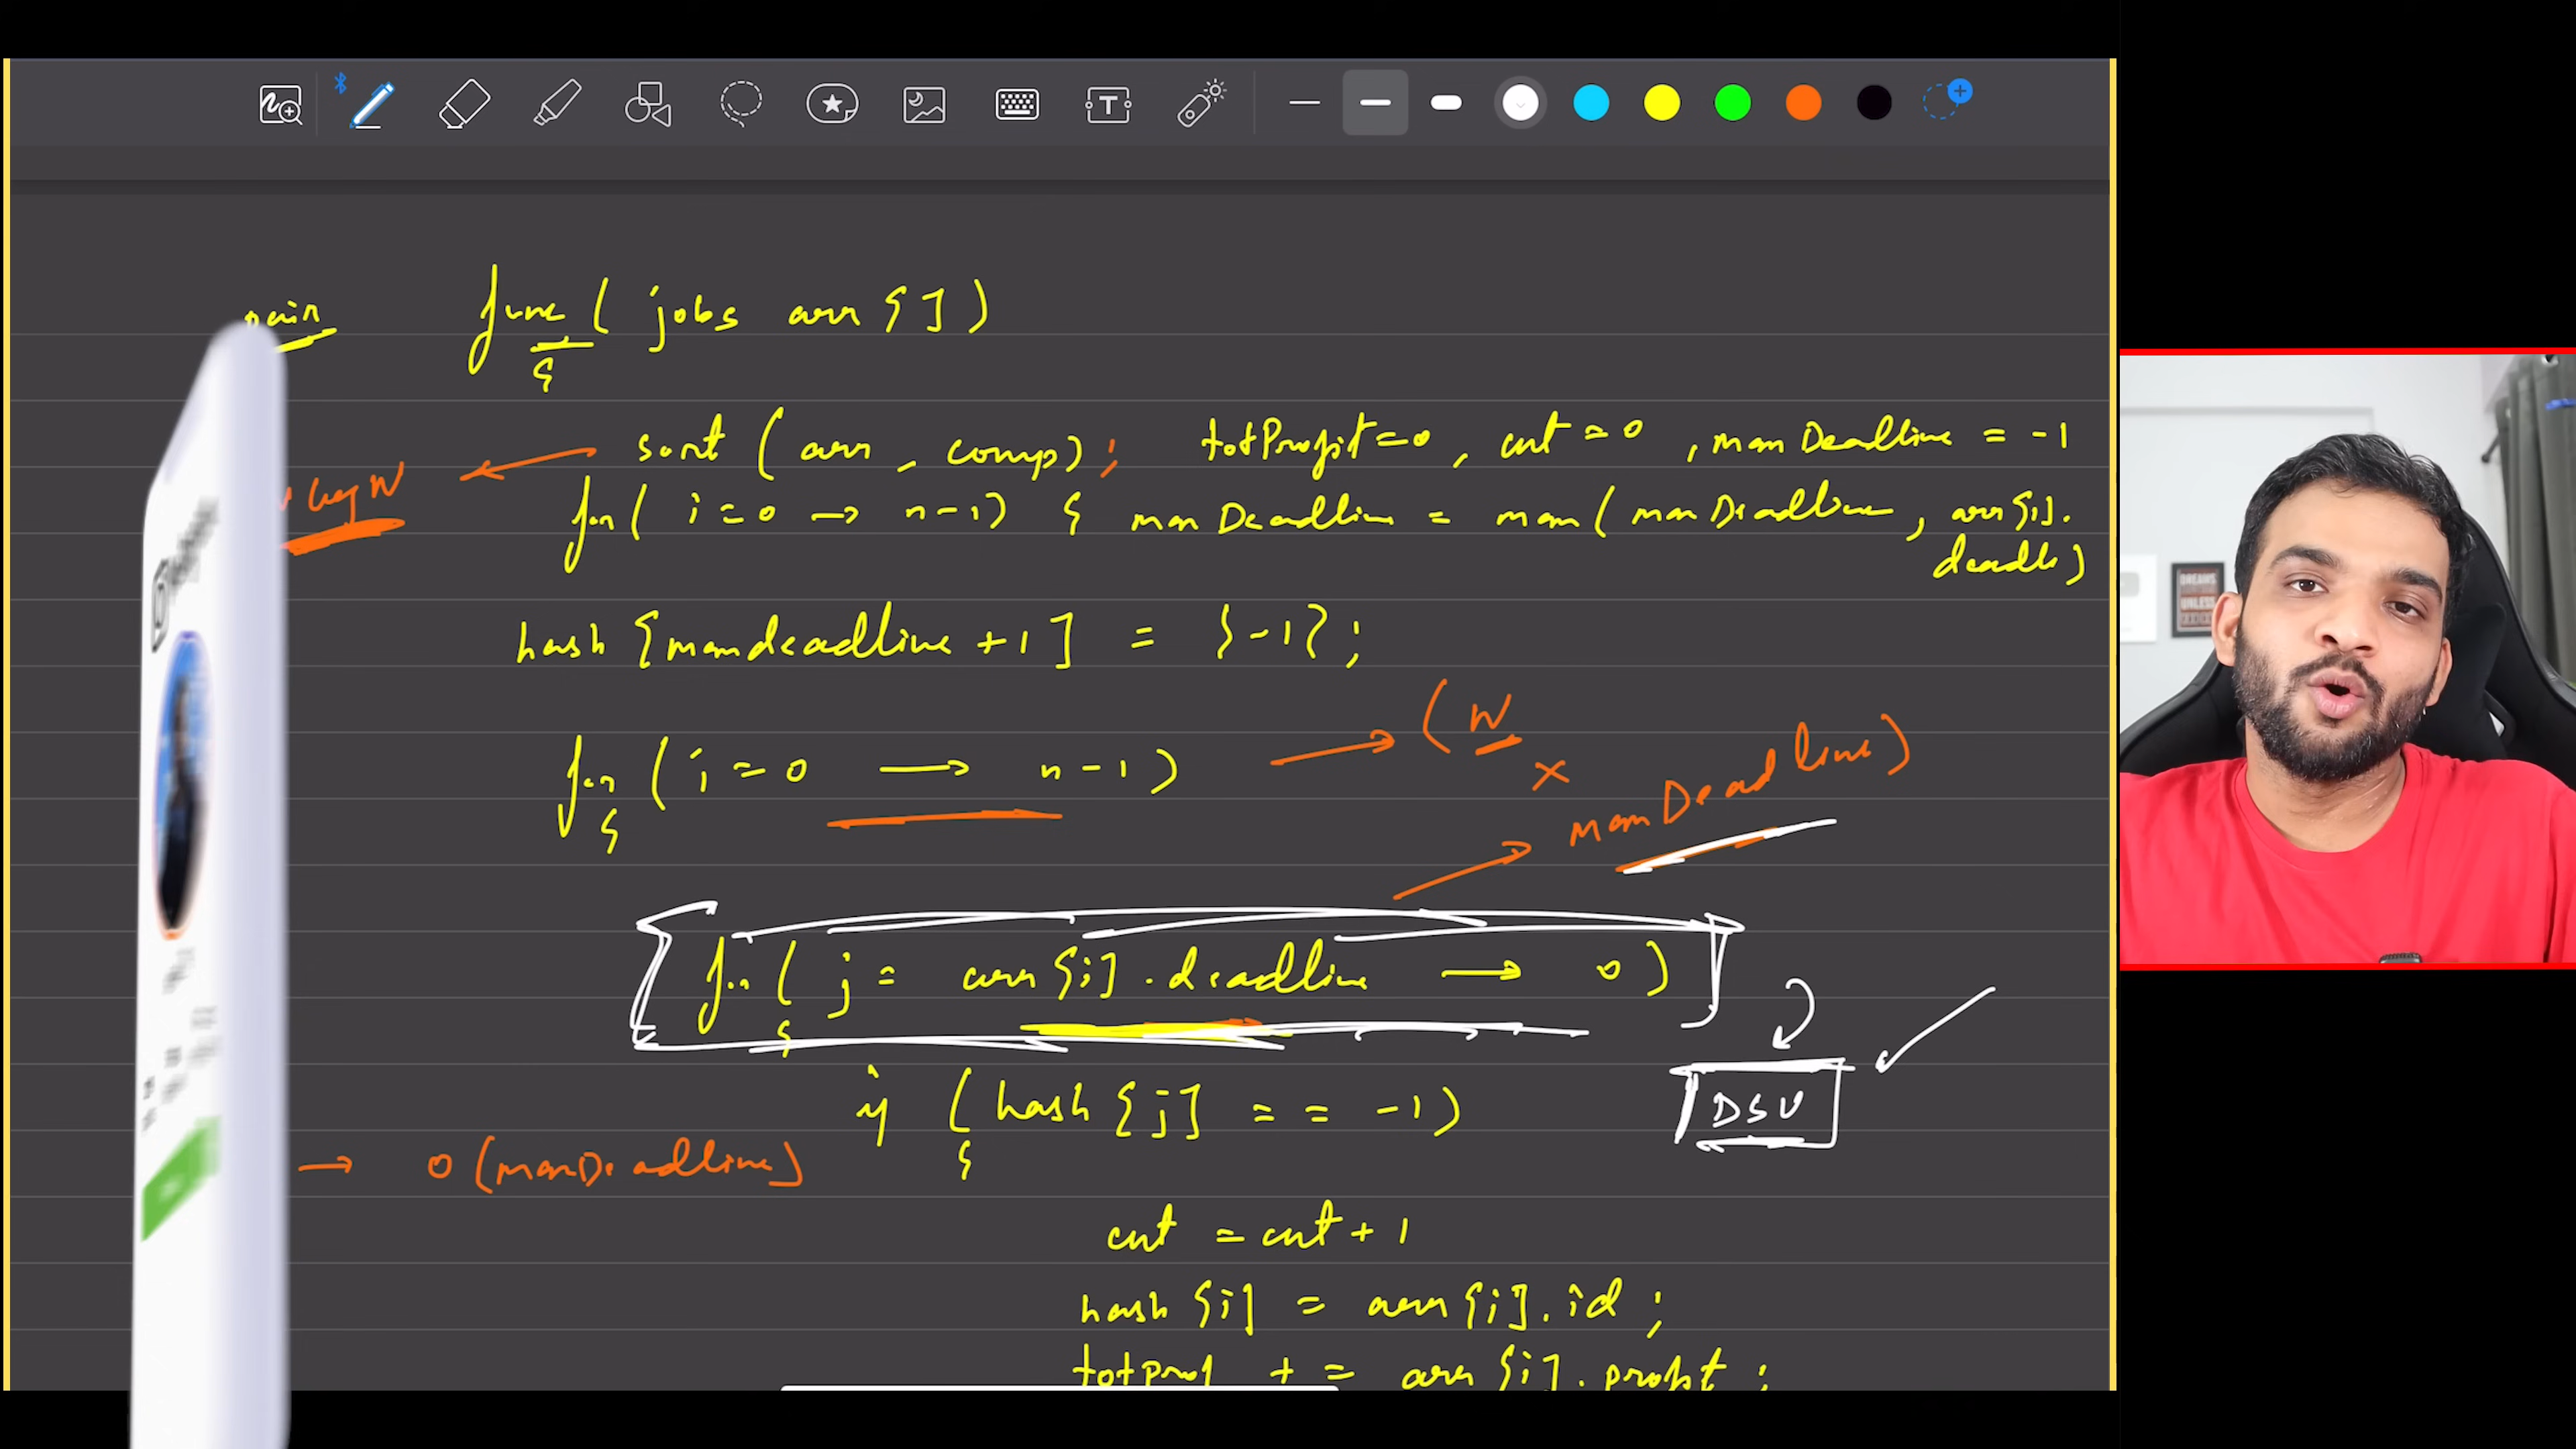 func ( jobs arr [ ] )
{
sort ( arr , comp ) ; totProfit = 0 , cnt = 0 , maxDeadline = -1
log N
for ( i = 0 → n-1 ) { maxDeadline = max ( maxDeadline , arr [i] .
deadli )
hash [ maxdeadline + 1 ] = { -1 } ;
for ( i = 0 → n - 1 ) → ( N
× maxDeadline )
{
for ( j = arr [i] . deadline → 0 )
{
if ( hash [ j ] = = -1 ) DSU
{
→ O ( maxDeadline )
cnt = cnt + 1
hash [j] = arr [i] . id ;
totprof + = arr [i] . profit ;
T